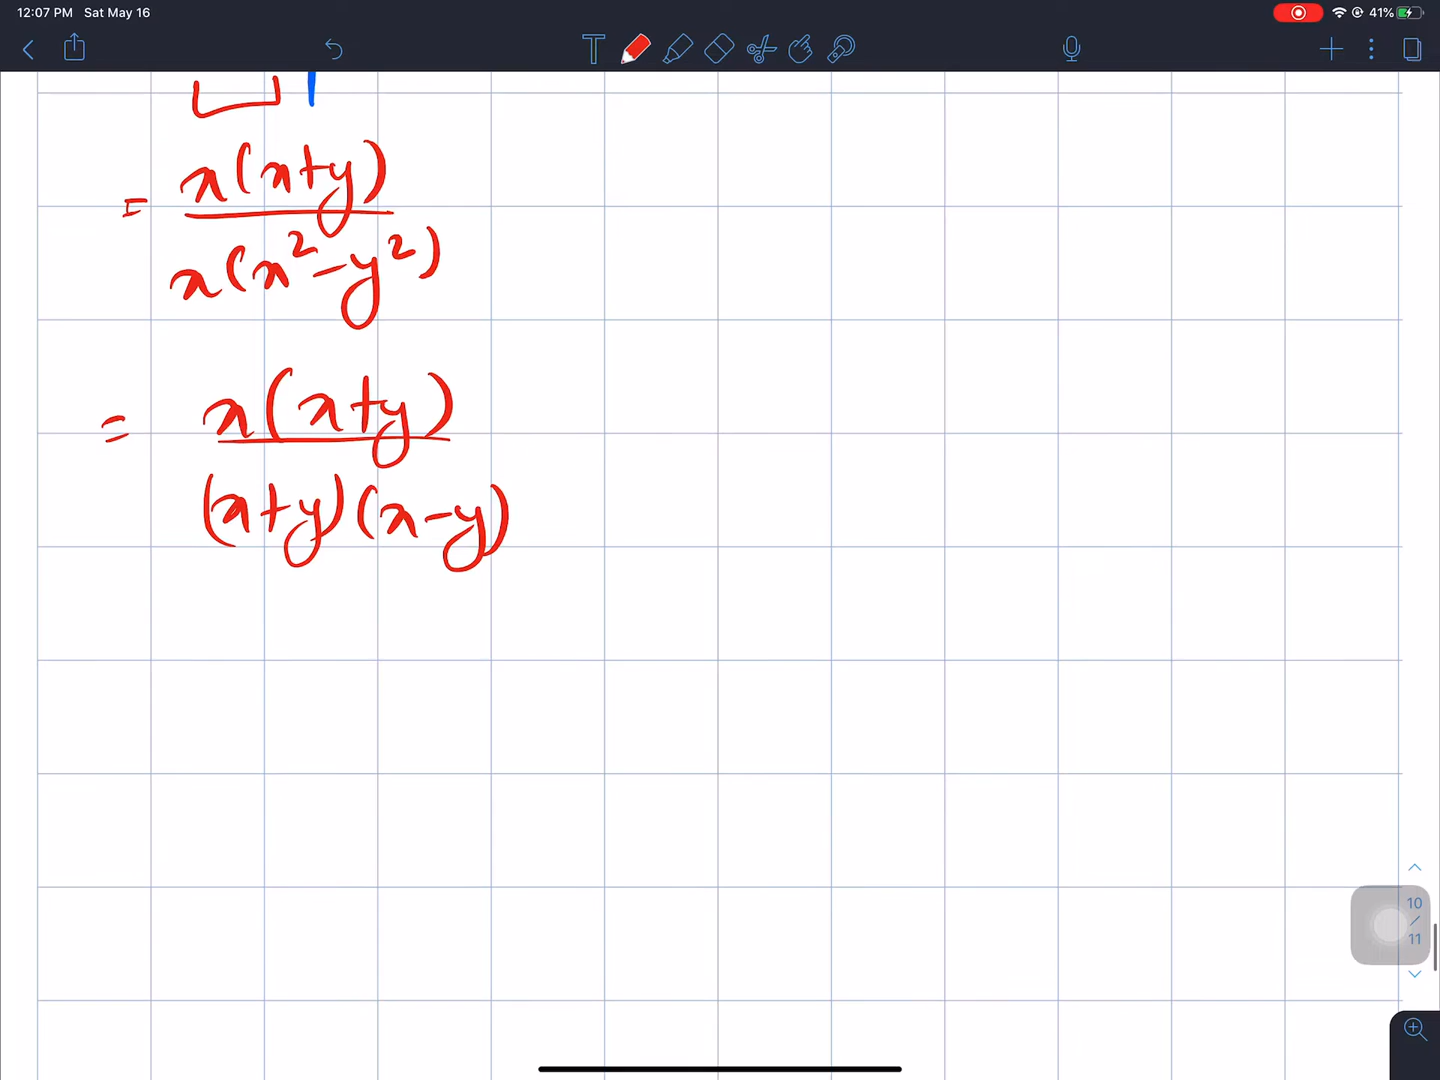 12:07 PM Sat May 16 41%
= x(x+y)
x(x²-y²)
= x(x+y)
(x+y)(x-y)
10
11